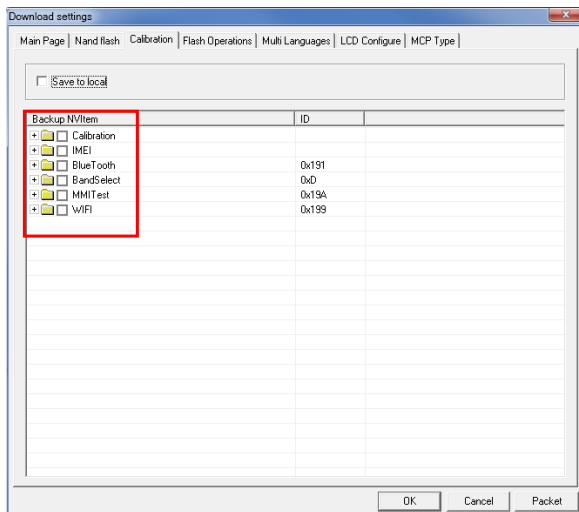 Download settings
Main Page Nand flash Calibration Flash Operations Multi Languages LCD Configure MCP Type
Save to local
Backup NVItem ID
Calibration
IMEI
BlueTooth 0x191
BandSelect 0xD
MMITest 0x19A
WIFI 0x199
OK Cancel Packet